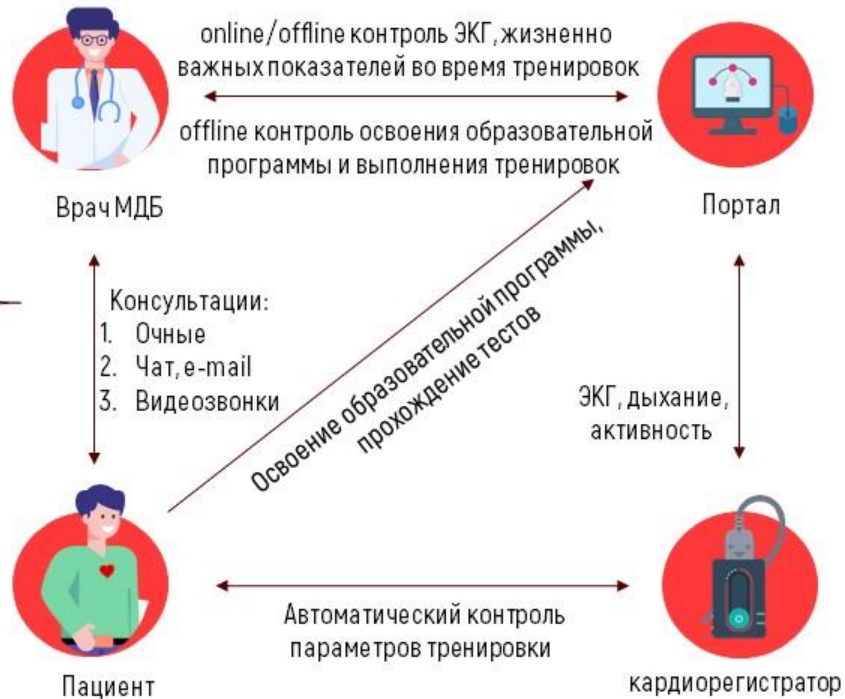 online/offline контроль ЭКГ, жизненно
важных показателей во время тренировок
offline контроль освоения образовательной
программы и выполнения тренировок
Врач МДБ
Портал
Консультации:
1. Очные
2. Чат, e-mail
3. Видеозвонки
Освоение образовательной программы,
прохождение тестов
ЭКГ, дыхание,
активность
Автоматический контроль
параметров тренировки
Пациент
кардиорегистратор